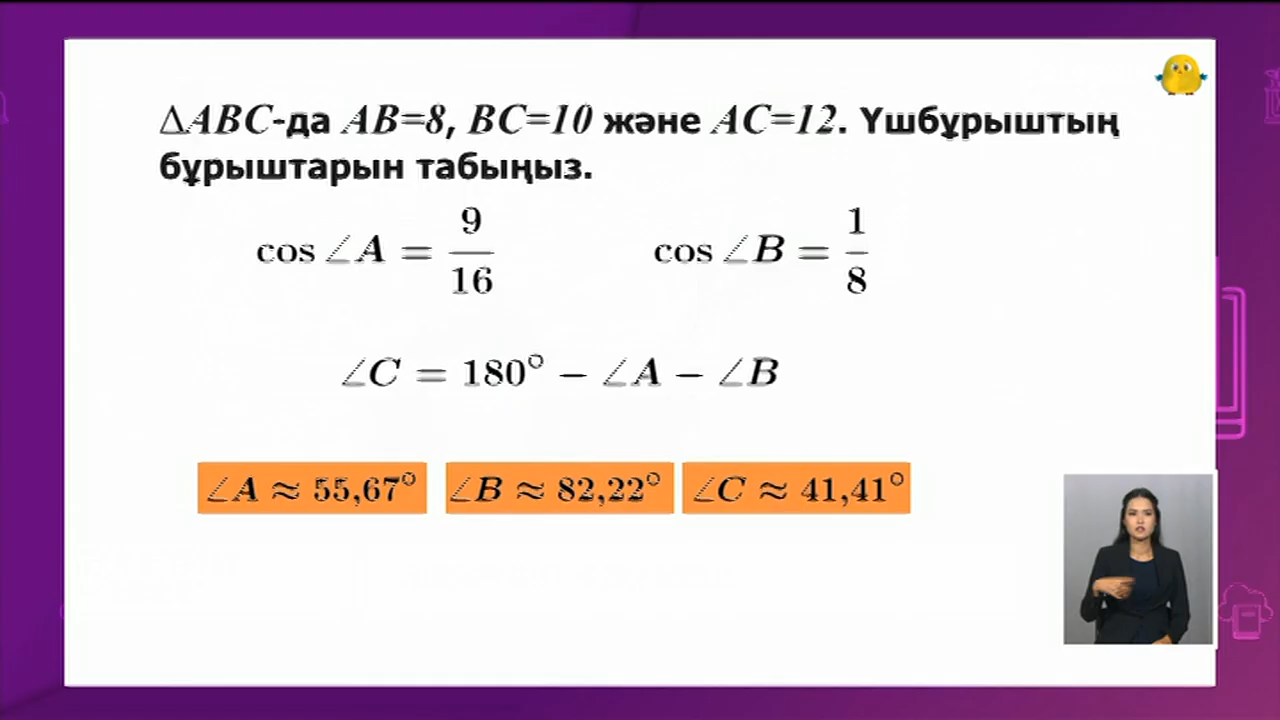 ∆ABC-да AB=8, BC=10 және AC=12. Үшбұрыштың
бұрыштарын табыңыз.
cos ∠A = 9/16 cos ∠B = 1/8
∠C = 180° − ∠A − ∠B
∠A ≈ 55,67° ∠B ≈ 82,22° ∠C ≈ 41,41°